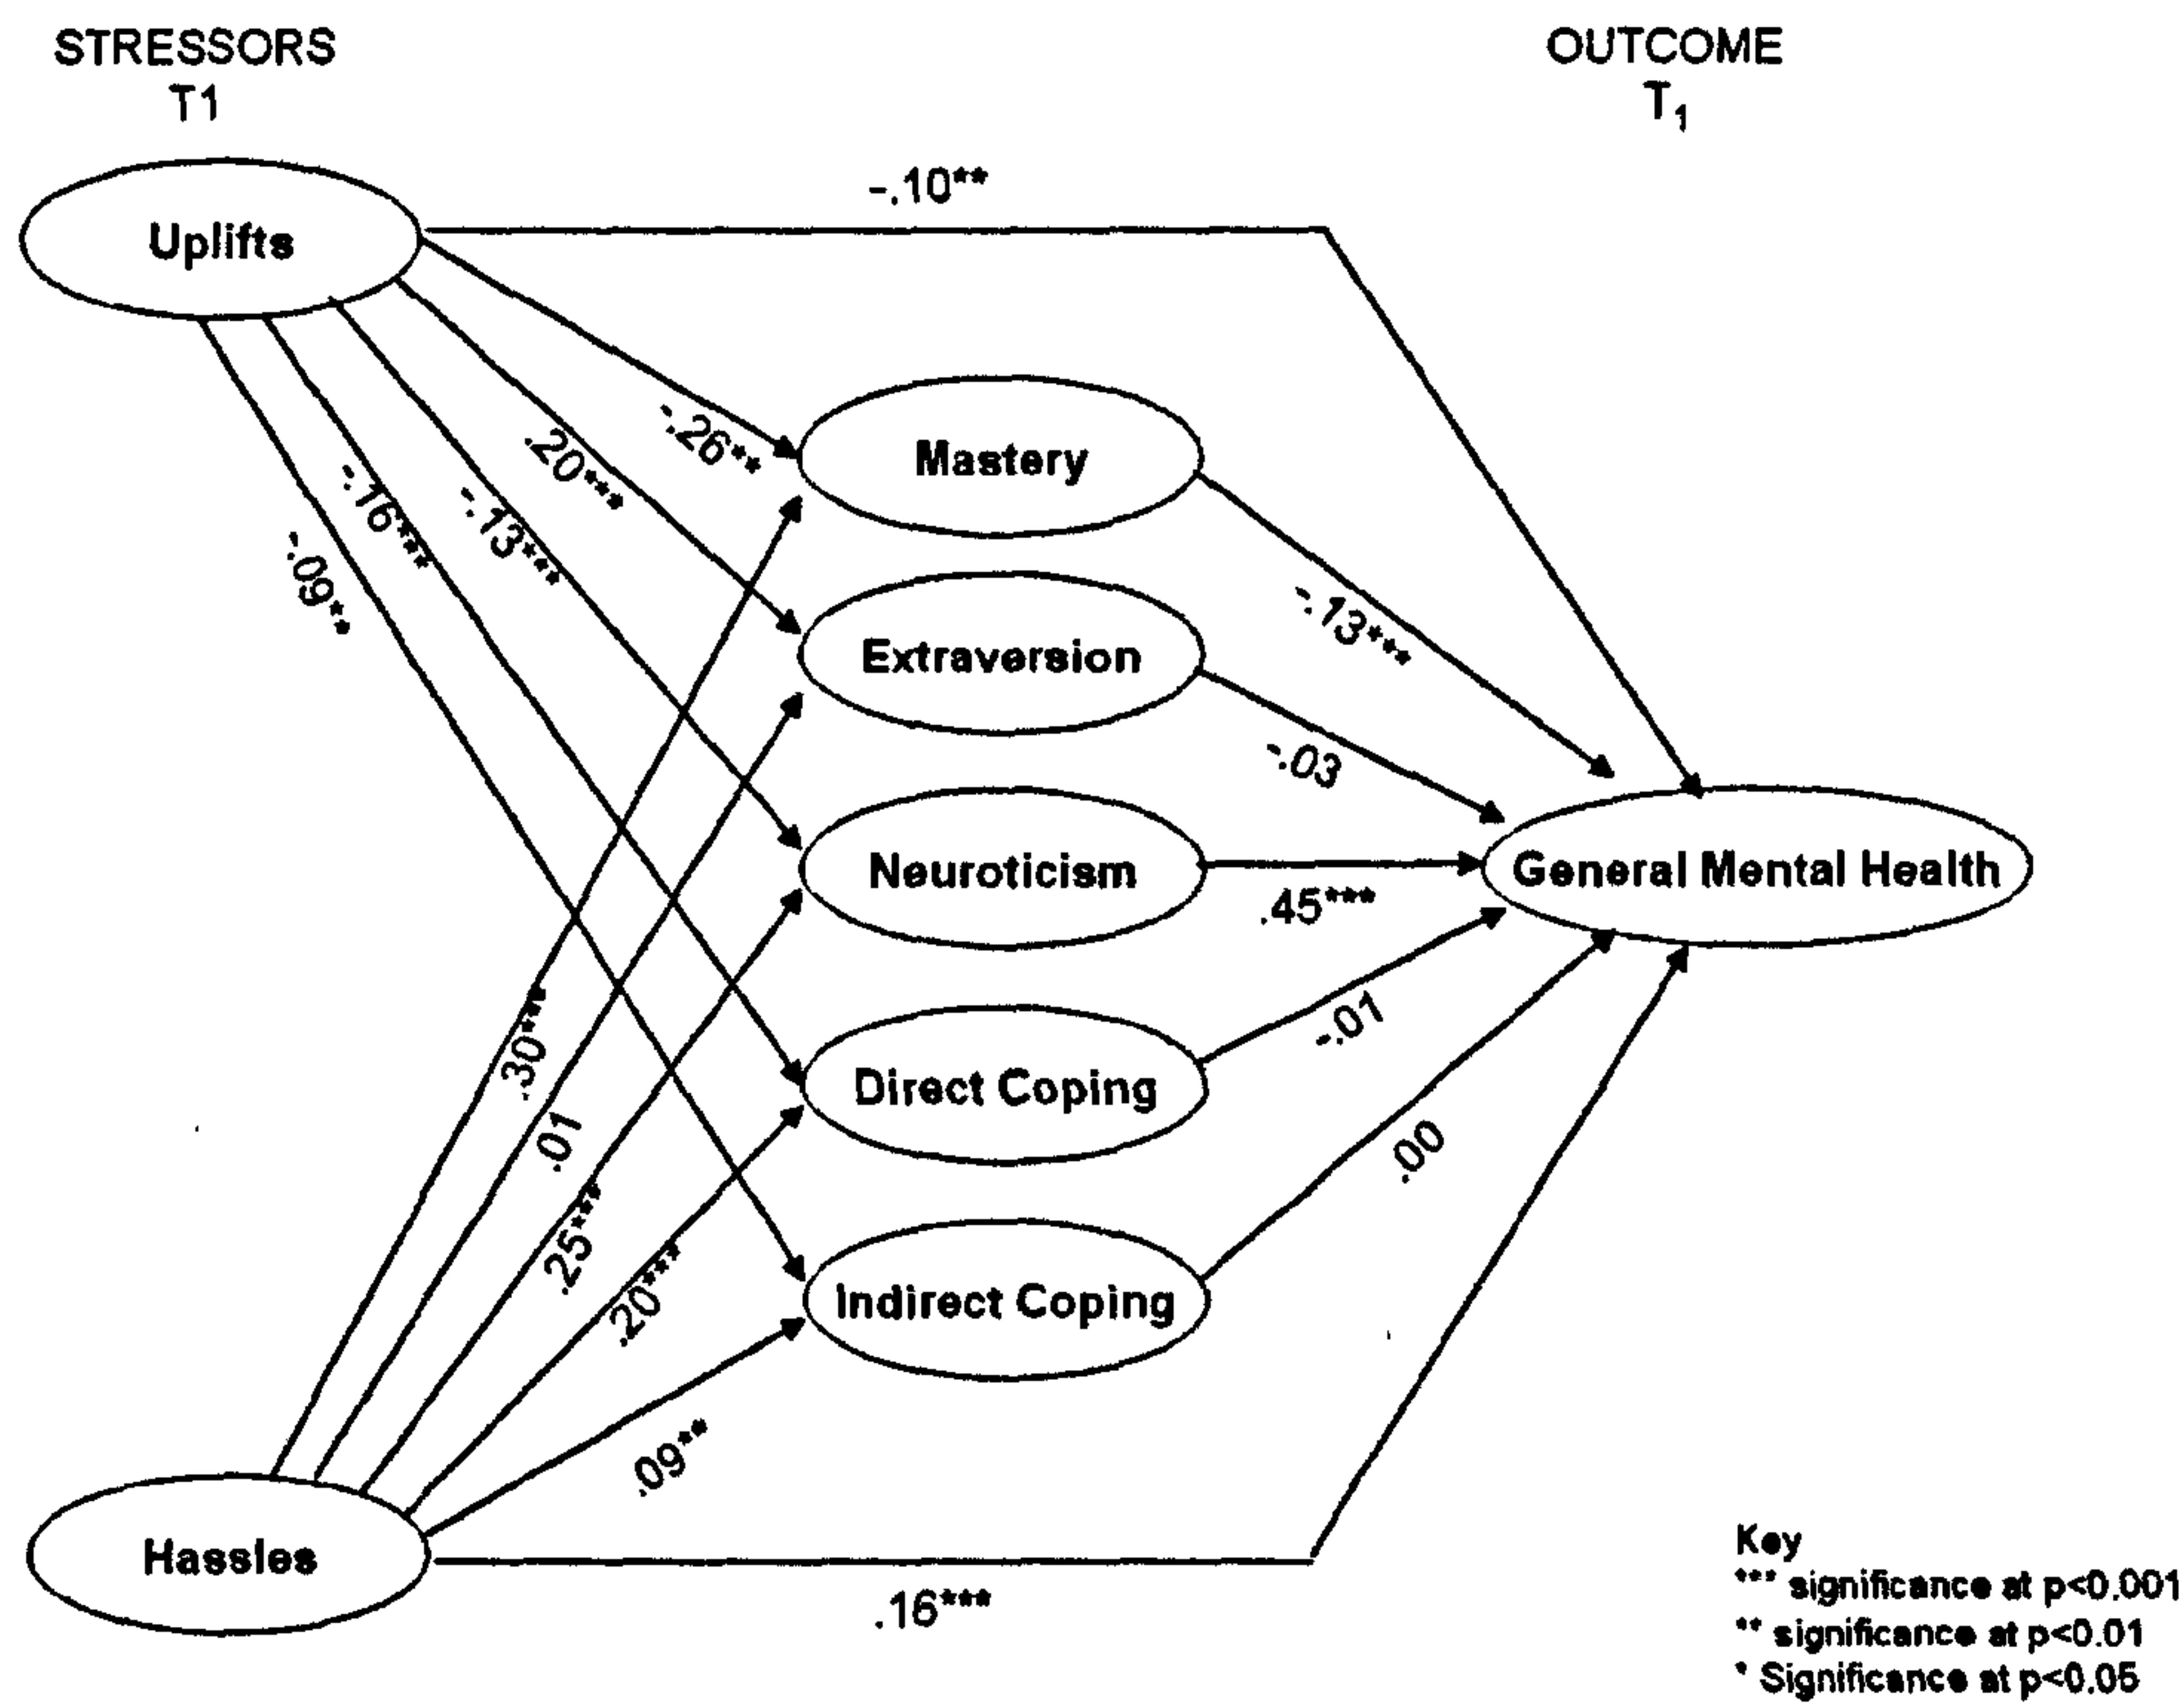 STRESSORS
T1
OUTCOME
T₁
-.10**
Uplifts
-.26**
.20***
-.13***
-.16***
-.09**
Mastery
-.13***
Extraversion
-.03
Neuroticism
.45***
General Mental Health
Direct Coping
-.01
Indirect Coping
.00
.30***
.01
.25***
.20***
.09**
Hassles
.16***
Key
*** significance at p<0.001
** significance at p<0.01
* Significance at p<0.05